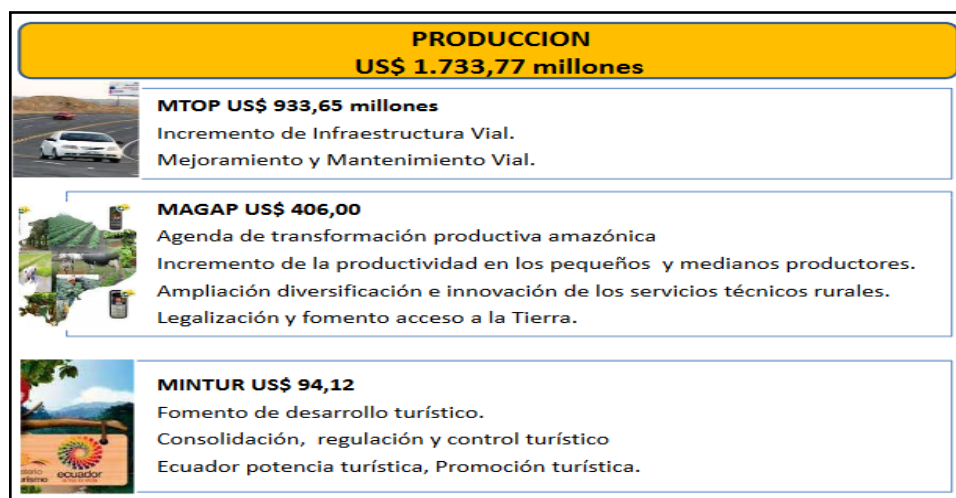 PRODUCCION
US$ 1.733,77 millones
MTOP US$ 933,65 millones
Incremento de Infraestructura Vial.
Mejoramiento y Mantenimiento Vial.
MAGAP US$ 406,00
Agenda de transformación productiva amazónica
Incremento de la productividad en los pequeños  y medianos productores.
Ampliación diversificación e innovación de los servicios técnicos rurales.
Legalización y fomento acceso a la Tierra.
MINTUR US$ 94,12
Fomento de desarrollo turístico.
Consolidación,  regulación y control turístico
Ecuador potencia turística, Promoción turística.
ecuador